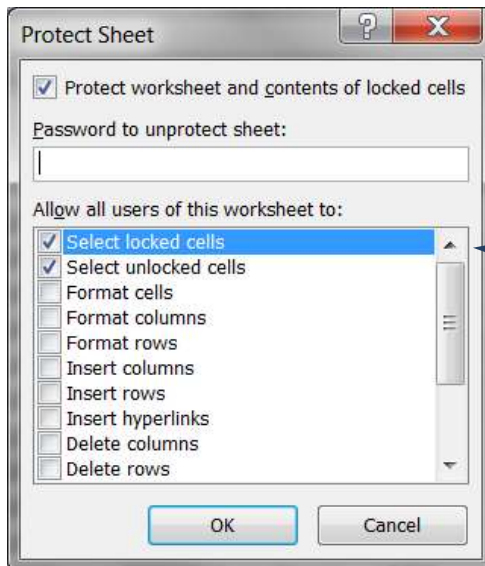 Protect Sheet
Protect worksheet and contents of locked cells
Password to unprotect sheet:
Allow all users of this worksheet to:
Select locked cells
Select unlocked cells
Format cells
Format columns
Format rows
Insert columns
Insert rows
Insert hyperlinks
Delete columns
Delete rows
OK Cancel